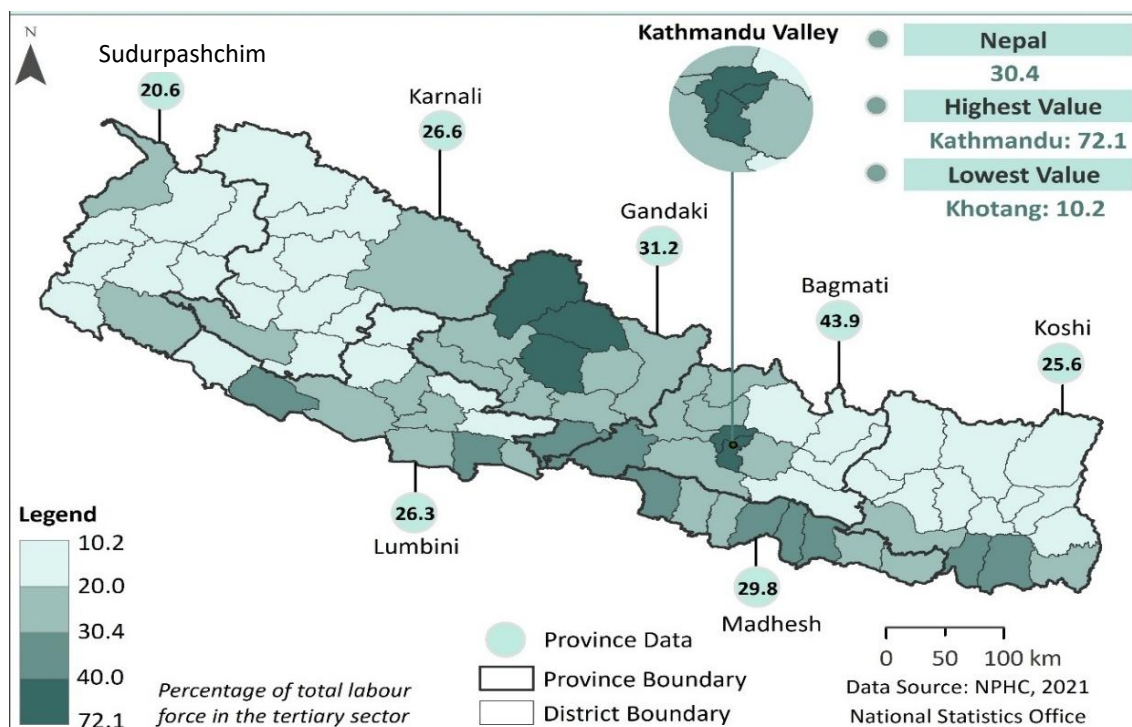 N
Sudurpashchim
20.6
Karnali
26.6
Gandaki
31.2
Kathmandu Valley
Bagmati
43.9
Koshi
25.6
Nepal
30.4
Highest Value
Kathmandu: 72.1
Lowest Value
Khotang: 10.2
26.3
Lumbini
29.8
Madhesh
Legend
10.2
20.0
30.4
40.0
72.1
Percentage of total labour
force in the tertiary sector
Province Data
Province Boundary
District Boundary
0 50 100 km
Data Source: NPHC, 2021
National Statistics Office